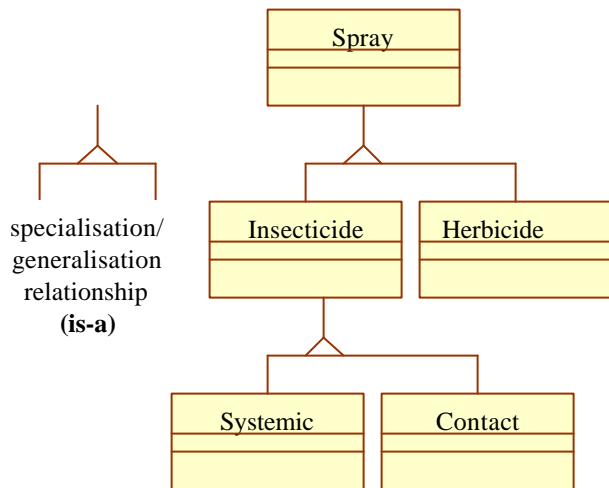 Spray
specialisation/
generalisation
relationship
(is-a)
Insecticide
Herbicide
Systemic
Contact